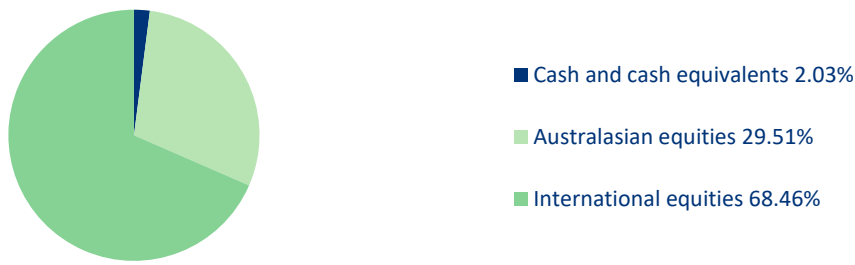 Cash and cash equivalents 2.03%
Australasian equities 29.51%
International equities 68.46%